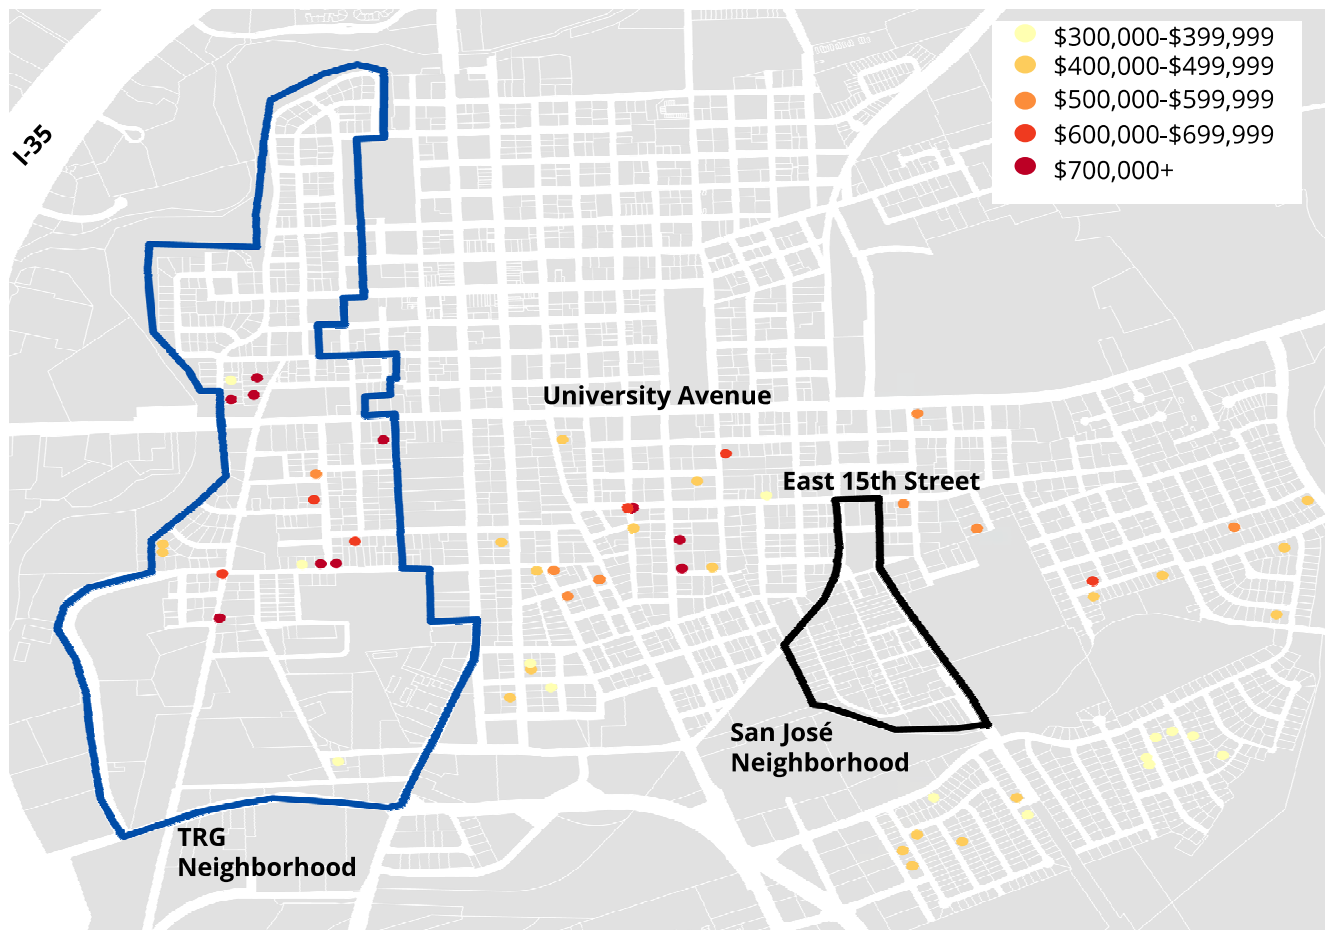 $300,000-$399,999
$400,000-$499,999
$500,000-$599,999
$600,000-$699,999
$700,000+
I-35
University Avenue
East 15th Street
San José
Neighborhood
TRG
Neighborhood